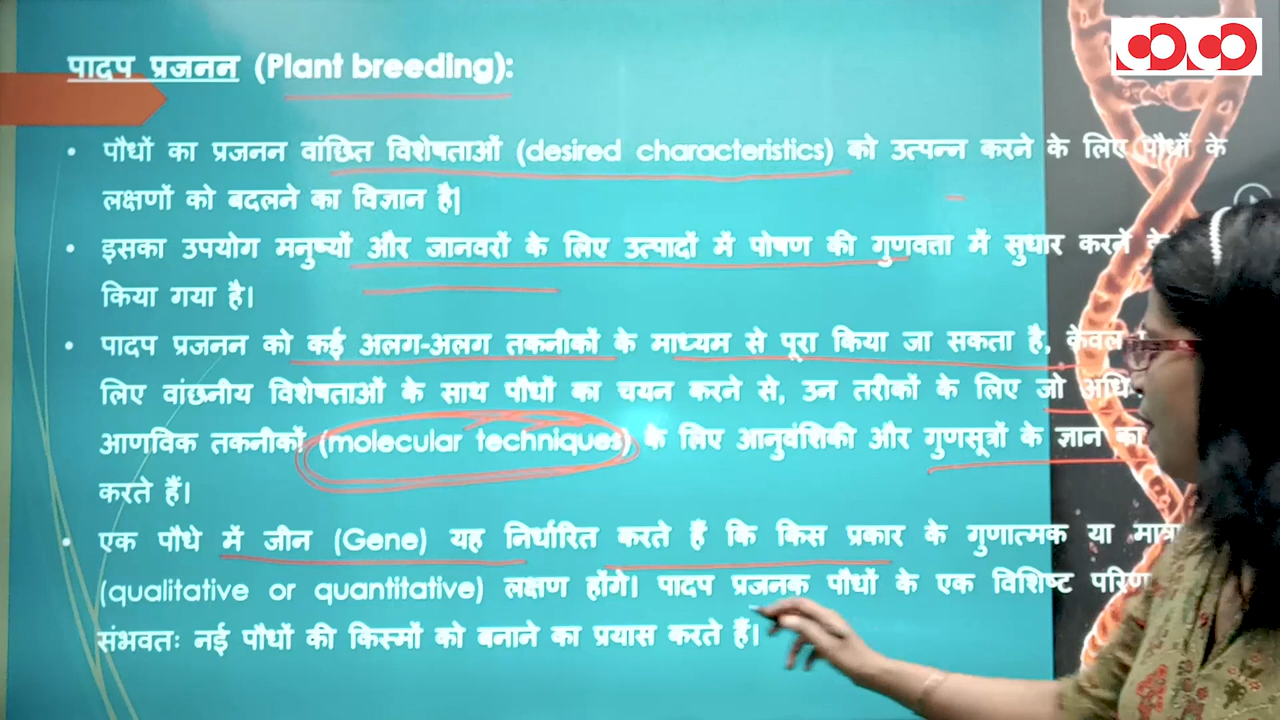 पादप प्रजनन (Plant breeding):
• पौधों का प्रजनन वांछित विशेषताओं (desired characteristics) को उत्पन्न करने के लिए पौधों के
लक्षणों को बदलने का विज्ञान है|
• इसका उपयोग मनुष्यों और जानवरों के लिए उत्पादों में पोषण की गुणवत्ता में सुधार करने
किया गया है।
• पादप प्रजनन को कई अलग-अलग तकनीकों के माध्यम से पूरा किया जा सकता है, केवल
लिए वांछनीय विशेषताओं के साथ पौधों का चयन करने से, उन तरीकों के लिए जो
आणविक तकनीकों (molecular techniques) के लिए आनुवंशिकी और गुणसूत्रों के ज्ञान का
करते हैं।
• एक पौधे में जीन (Gene) यह निर्धारित करते हैं कि किस प्रकार के गुणात्मक या
(qualitative or quantitative) लक्षण होंगे। पादप प्रजनक पौधों के एक विशिष्ट
संभवतः नई पौधों की किस्मों को बनाने का प्रयास करते हैं।